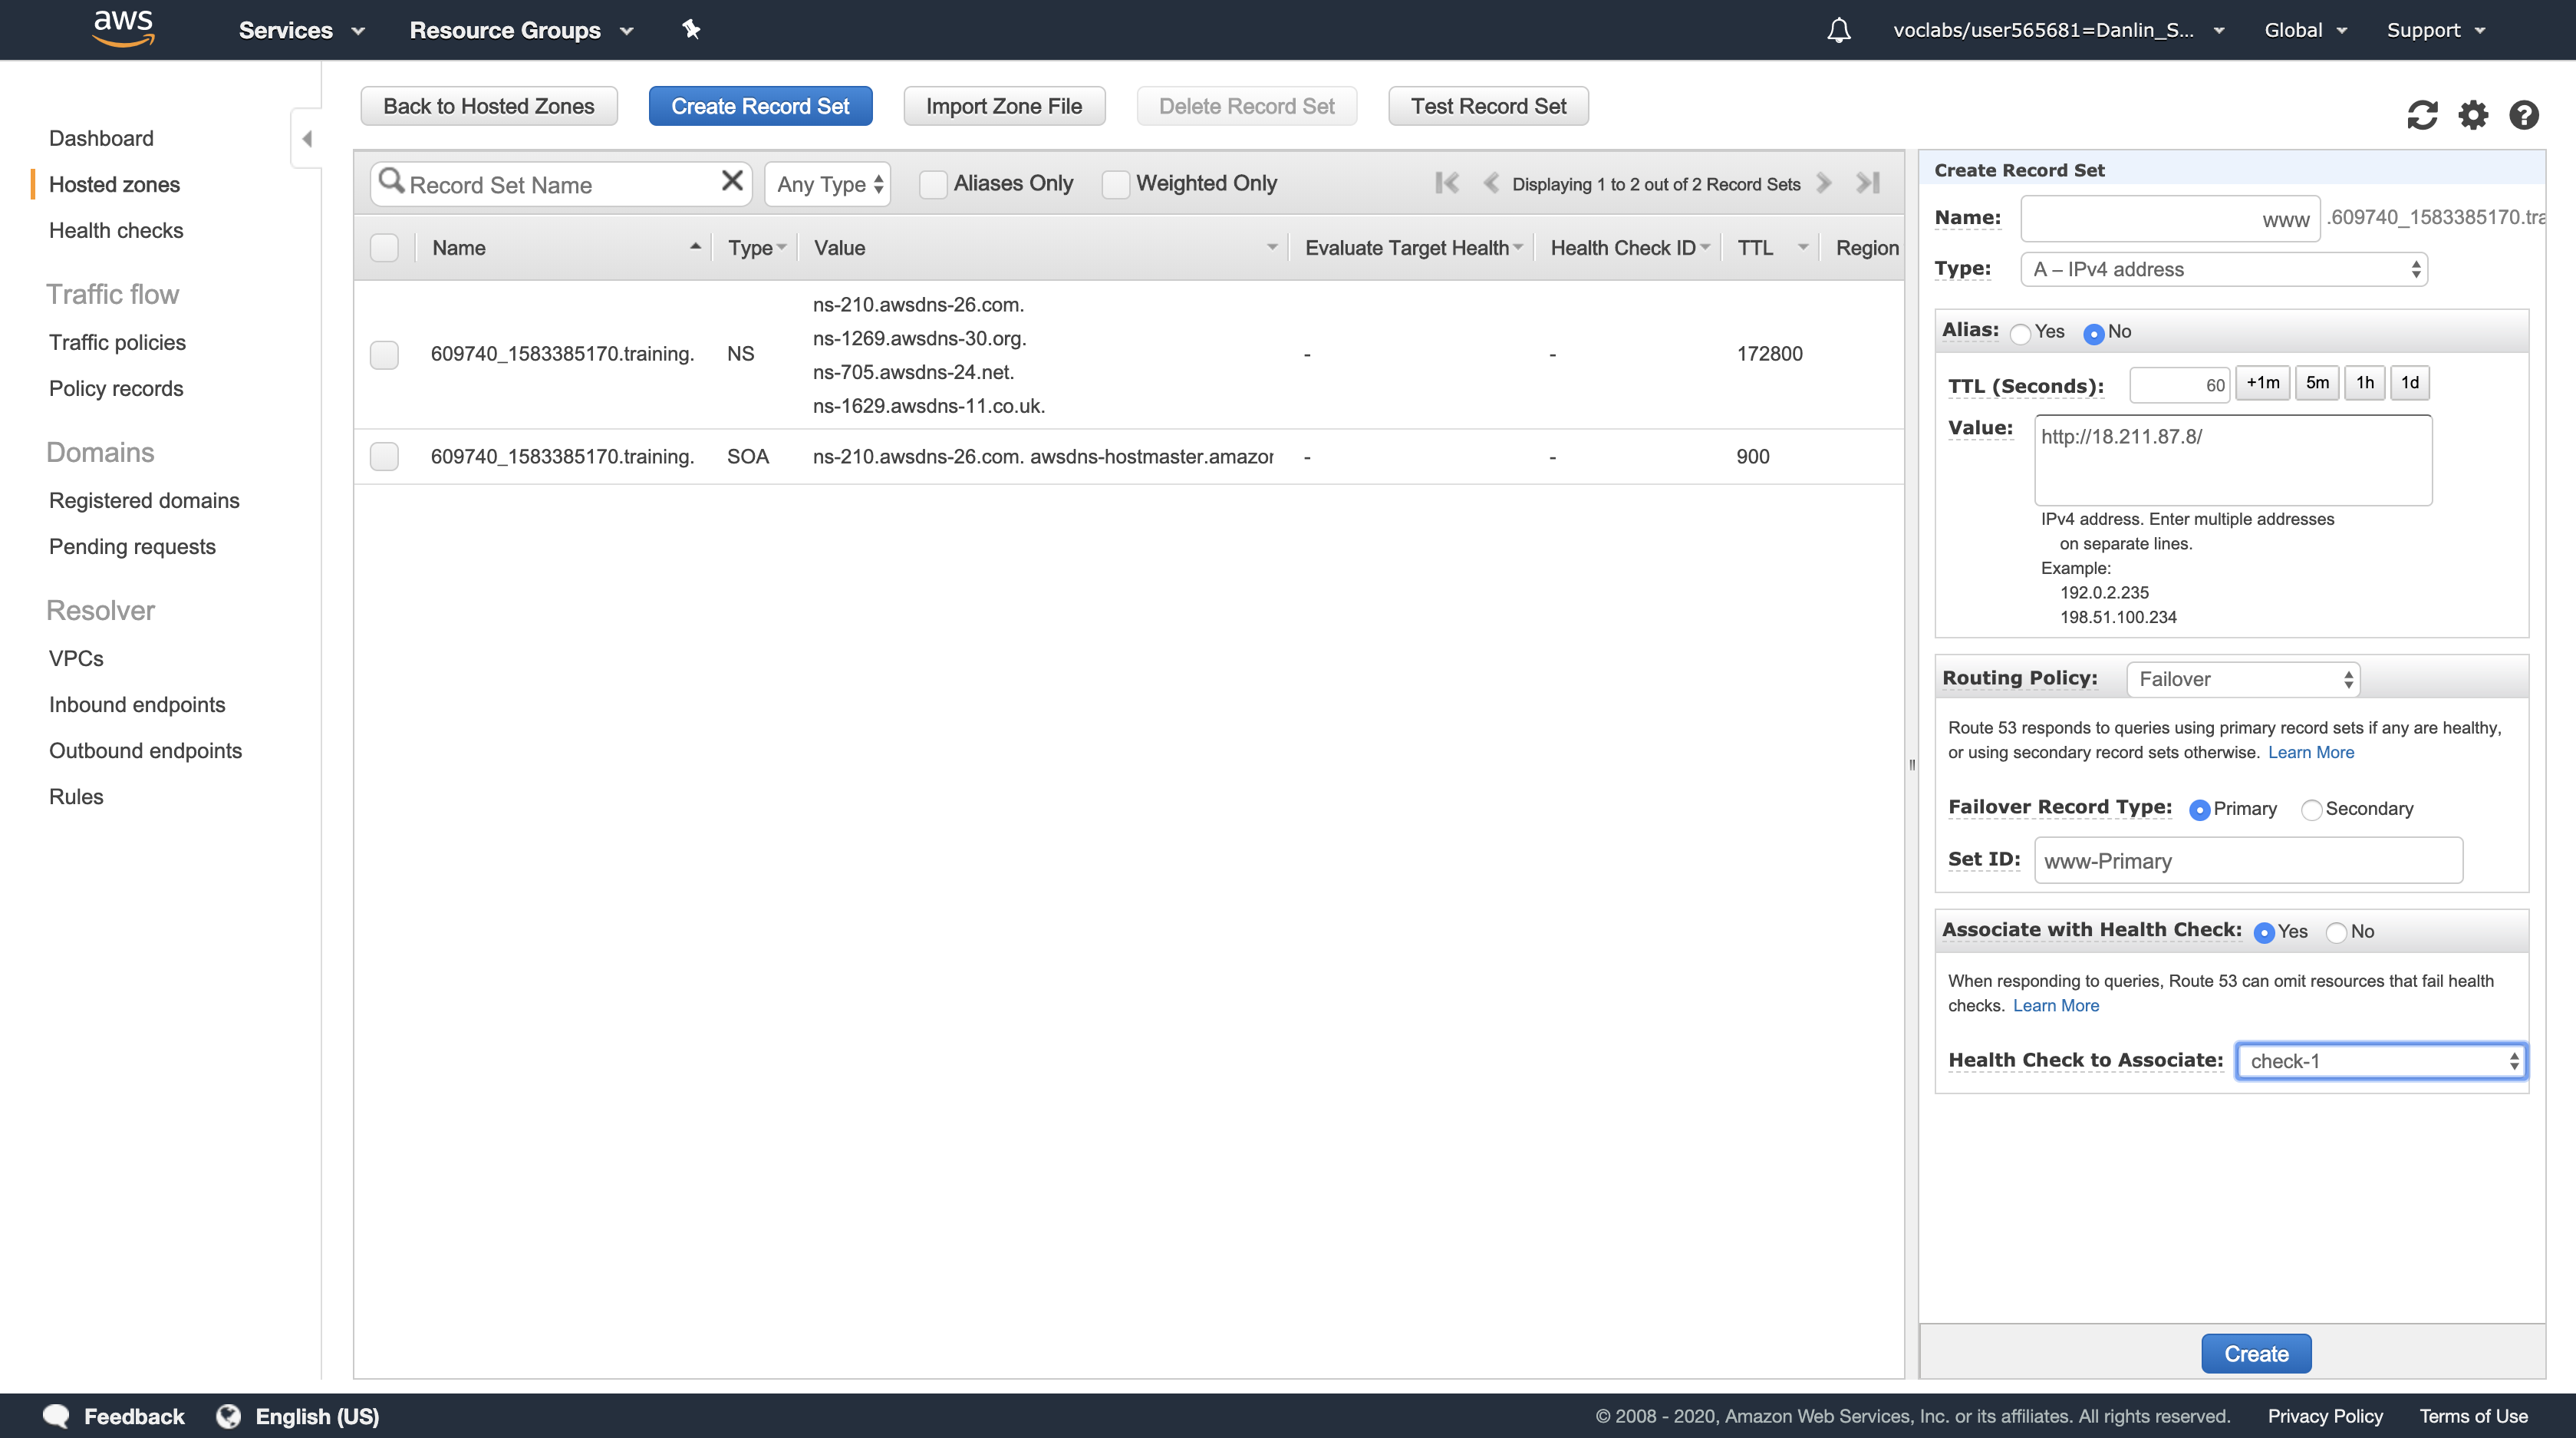 aws
Services
Resource Groups
voclabs/user565681=Danlin_S...
Global
Support
Dashboard
Hosted zones
Health checks
Traffic flow
Traffic policies
Policy records
Domains
Registered domains
Pending requests
Resolver
VPCs
Inbound endpoints
Outbound endpoints
Rules
Back to Hosted Zones
Create Record Set
Import Zone File
Delete Record Set
Test Record Set
Record Set Name
Any Type
Aliases Only
Weighted Only
Displaying 1 to 2 out of 2 Record Sets
Name Type Value Evaluate Target Health Health Check ID TTL Region
ns-210.awsdns-26.com.
ns-1269.awsdns-30.org.
609740_1583385170.training. NS - - 172800
ns-705.awsdns-24.net.
ns-1629.awsdns-11.co.uk.
609740_1583385170.training. SOA ns-210.awsdns-26.com. awsdns-hostmaster.amazor - - 900
Create Record Set
Name: www .609740_1583385170.tra
Type: A – IPv4 address
Alias: Yes No
TTL (Seconds): 60 +1m 5m 1h 1d
Value: http://18.211.87.8/
IPv4 address. Enter multiple addresses
on separate lines.
Example:
192.0.2.235
198.51.100.234
Routing Policy: Failover
Route 53 responds to queries using primary record sets if any are healthy,
or using secondary record sets otherwise. Learn More
Failover Record Type: Primary Secondary
Set ID: www-Primary
Associate with Health Check: Yes No
When responding to queries, Route 53 can omit resources that fail health
checks. Learn More
Health Check to Associate: check-1
Create
Feedback
English (US)
© 2008 - 2020, Amazon Web Services, Inc. or its affiliates. All rights reserved.
Privacy Policy
Terms of Use